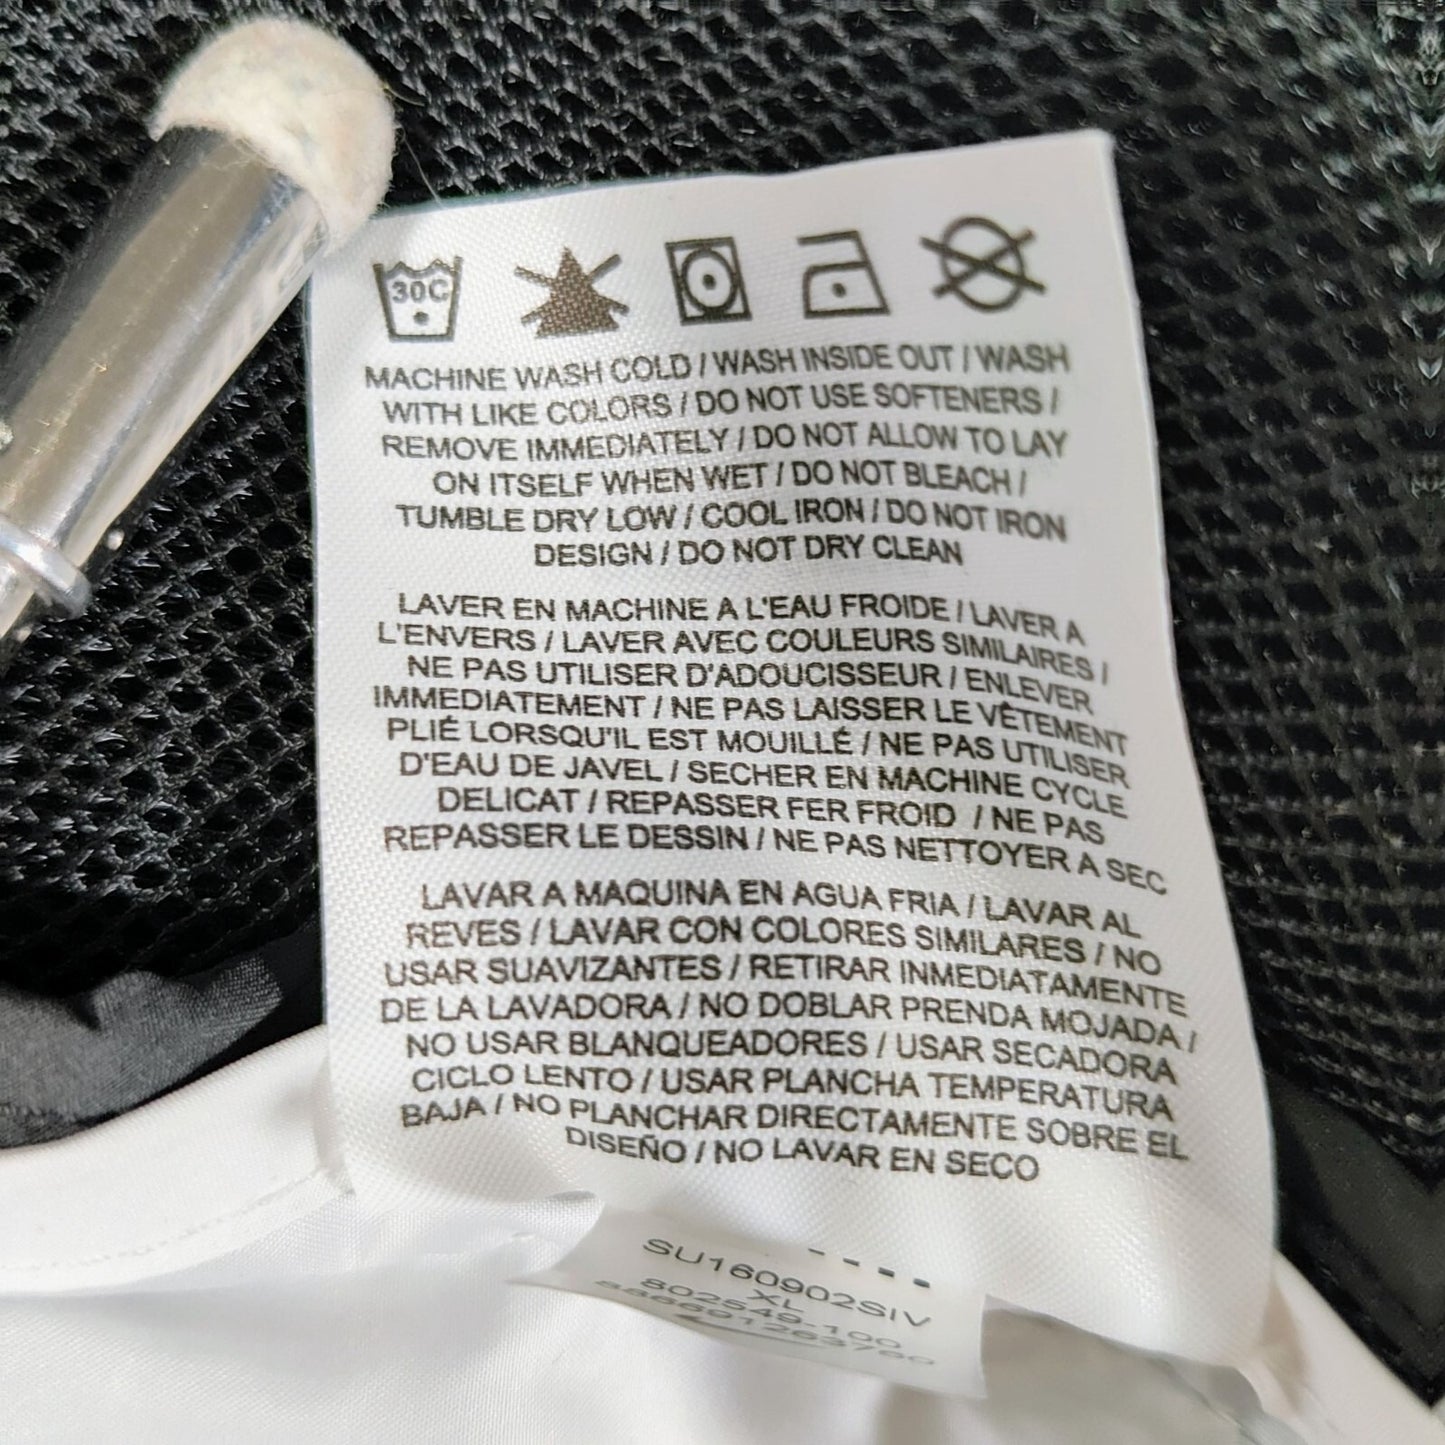 30C
MACHINE WASH COLD / WASH INSIDE OUT / WASH
WITH LIKE COLORS / DO NOT USE SOFTENERS /
REMOVE IMMEDIATELY / DO NOT ALLOW TO LAY
ON ITSELF WHEN WET / DO NOT BLEACH /
TUMBLE DRY LOW / COOL IRON / DO NOT IRON
DESIGN / DO NOT DRY CLEAN
LAVER EN MACHINE A L'EAU FROIDE / LAVER A
L'ENVERS / LAVER AVEC COULEURS SIMILAIRES /
NE PAS UTILISER D'ADOUCISSEUR / ENLEVER
IMMEDIATEMENT / NE PAS LAISSER LE VÊTEMENT
PLIÉ LORSQU'IL EST MOUILLÉ / NE PAS UTILISER
D'EAU DE JAVEL / SECHER EN MACHINE CYCLE
DELICAT / REPASSER FER FROID / NE PAS
REPASSER LE DESSIN / NE PAS NETTOYER A SEC
LAVAR A MAQUINA EN AGUA FRIA / LAVAR AL
REVES / LAVAR CON COLORES SIMILARES / NO
USAR SUAVIZANTES / RETIRAR INMEDIATAMENTE
DE LA LAVADORA / NO DOBLAR PRENDA MOJADA /
NO USAR BLANQUEADORES / USAR SECADORA
CICLO LENTO / USAR PLANCHA TEMPERATURA
BAJA / NO PLANCHAR DIRECTAMENTE SOBRE EL
DISEÑO / NO LAVAR EN SECO
SU160902SIV
XL
802549-100